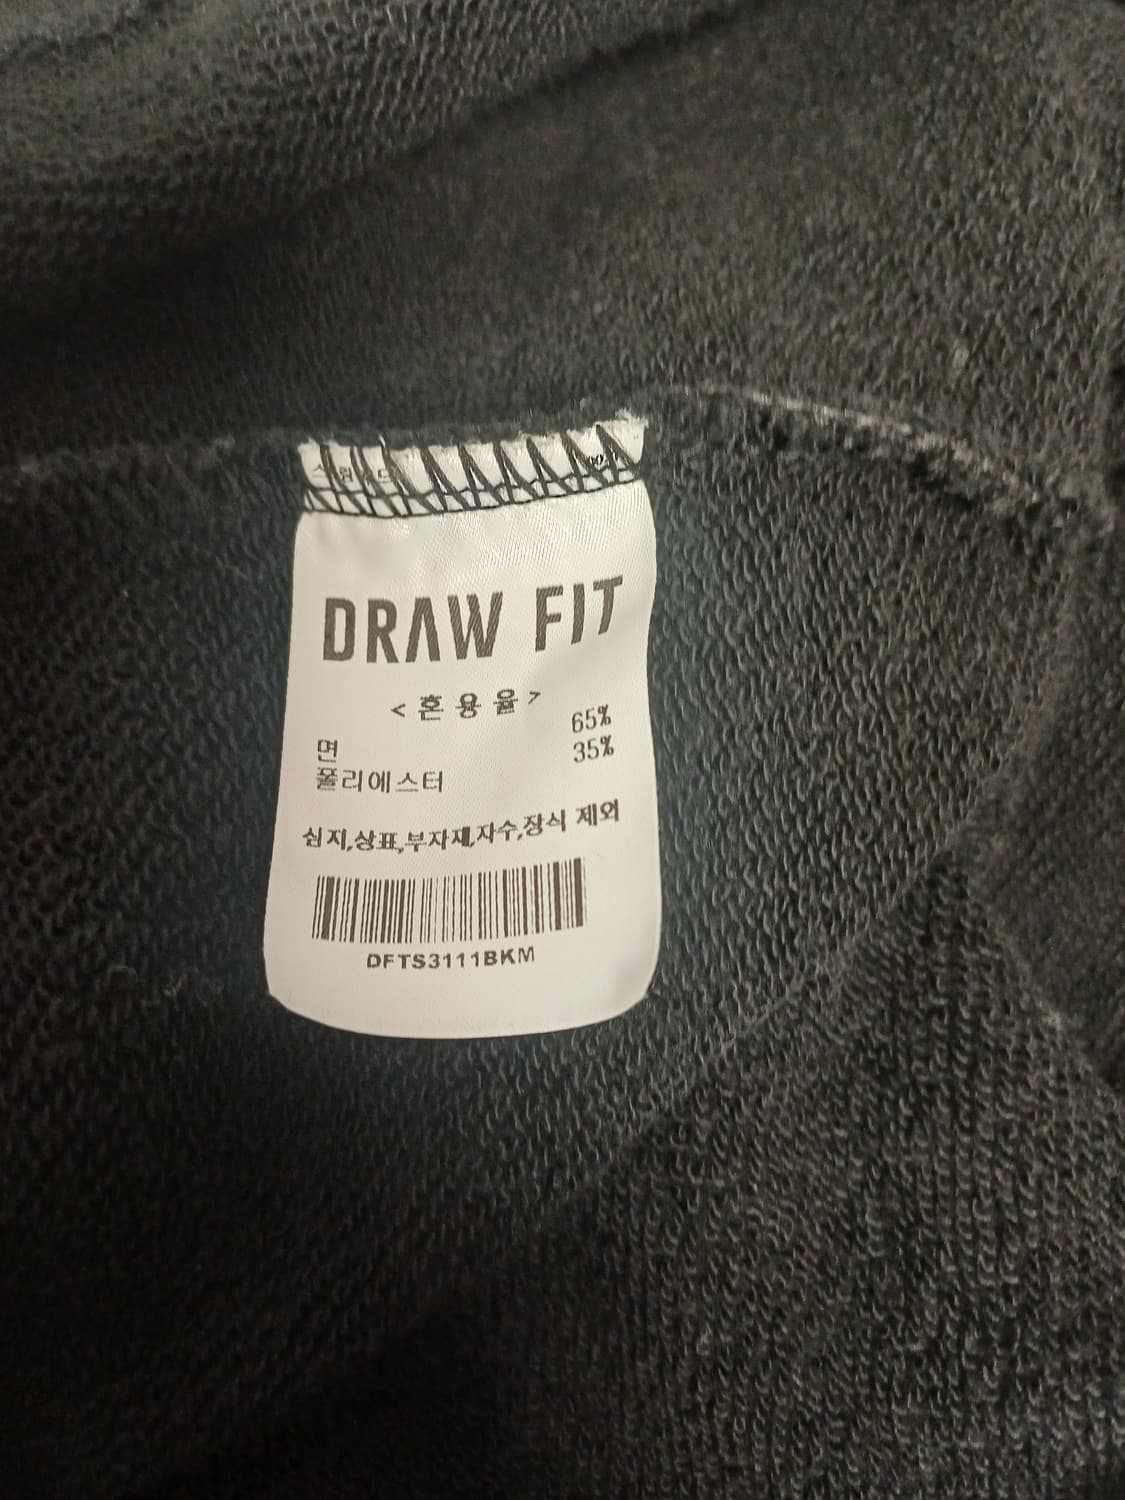 DRAW FIT
<혼용율>
면 65%
폴리에스터 35%
심지,상표,부자재,자수,장식 제외
DFTS3111BKM